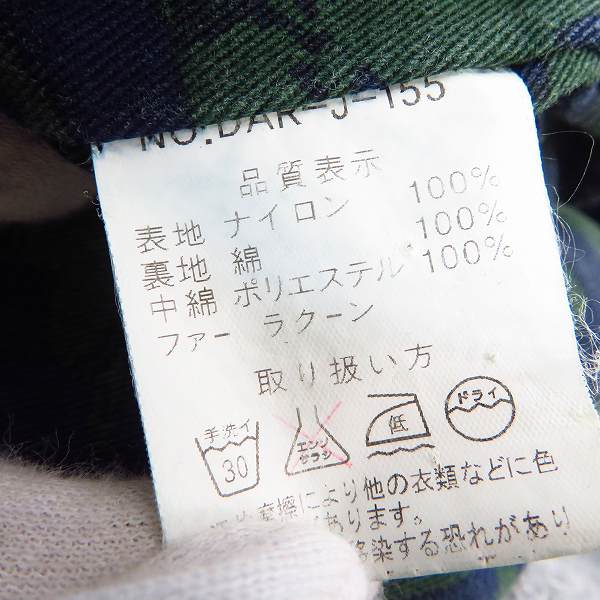 NO.DAR-J-155
品質表示
表地 ナイロン 100%
裏地 綿 100%
中綿 ポリエステル 100%
ファー ラクーン
取り扱い方
手洗イ 30
エンソ サラシ
低
ドライ
摩擦により他の衣類などに色
あります。
移染する恐れがあり